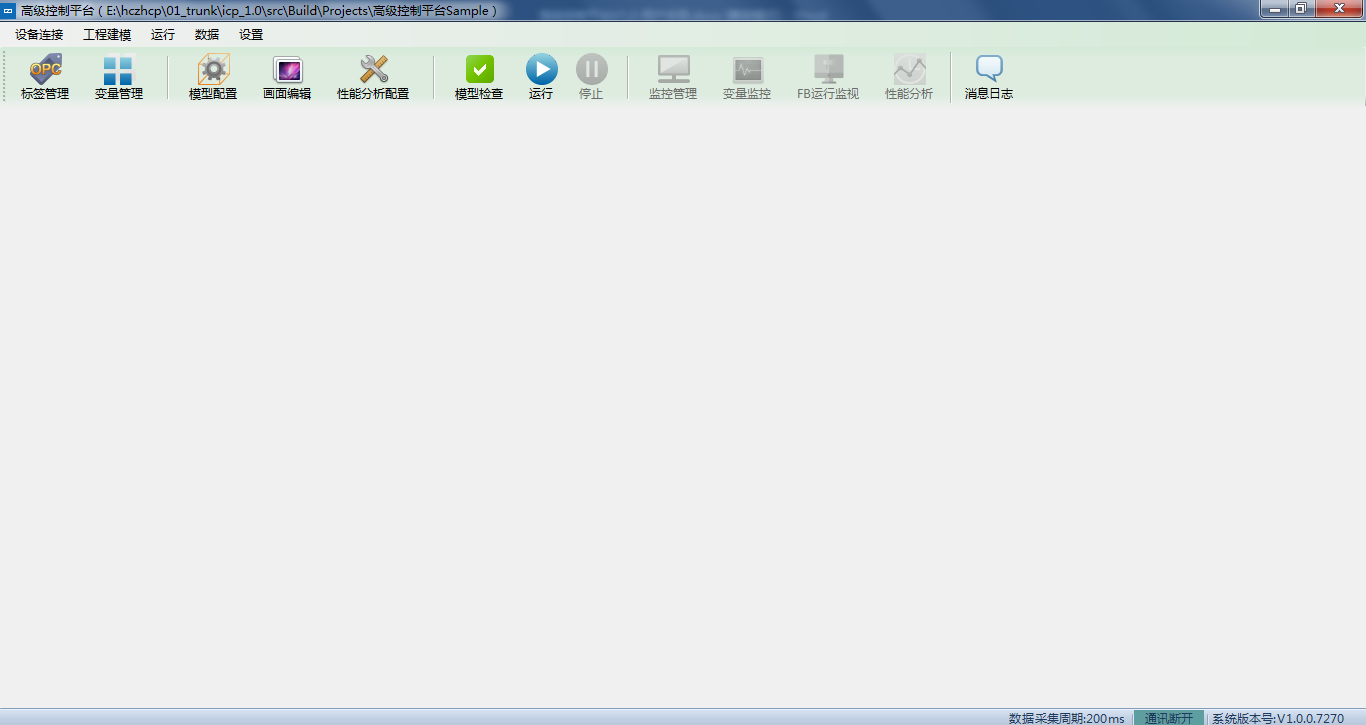 高级控制平台 ( E:\hczhcp\01_trunk\icp_1.0\src\Build\Projects\高级控制平台Sample )
设备连接 工程建模 运行 数据 设置
OPC
标签管理 变量管理 模型配置 画面编辑 性能分析配置 模型检查 运行 停止 监控管理 变量监控 FB运行监视 性能分析 消息日志
数据采集周期:200ms 通讯断开 系统版本号:V1.0.0.7270